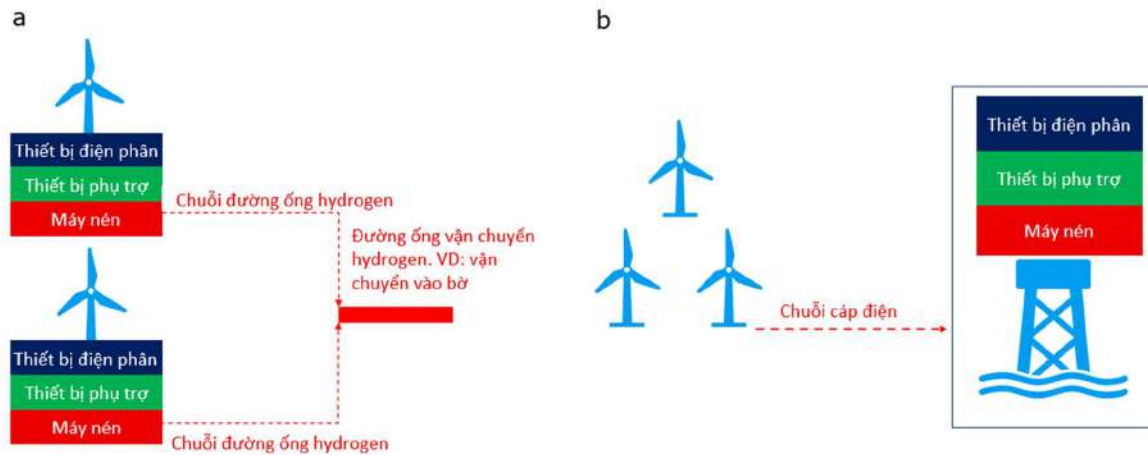 a
Thiết bị điện phân
Thiết bị phụ trợ
Máy nén
Chuỗi đường ống hydrogen
Đường ống vận chuyển
hydrogen. VD: vận
chuyển vào bờ
Thiết bị điện phân
Thiết bị phụ trợ
Máy nén
Chuỗi đường ống hydrogen
b
Chuỗi cáp điện
Thiết bị điện phân
Thiết bị phụ trợ
Máy nén